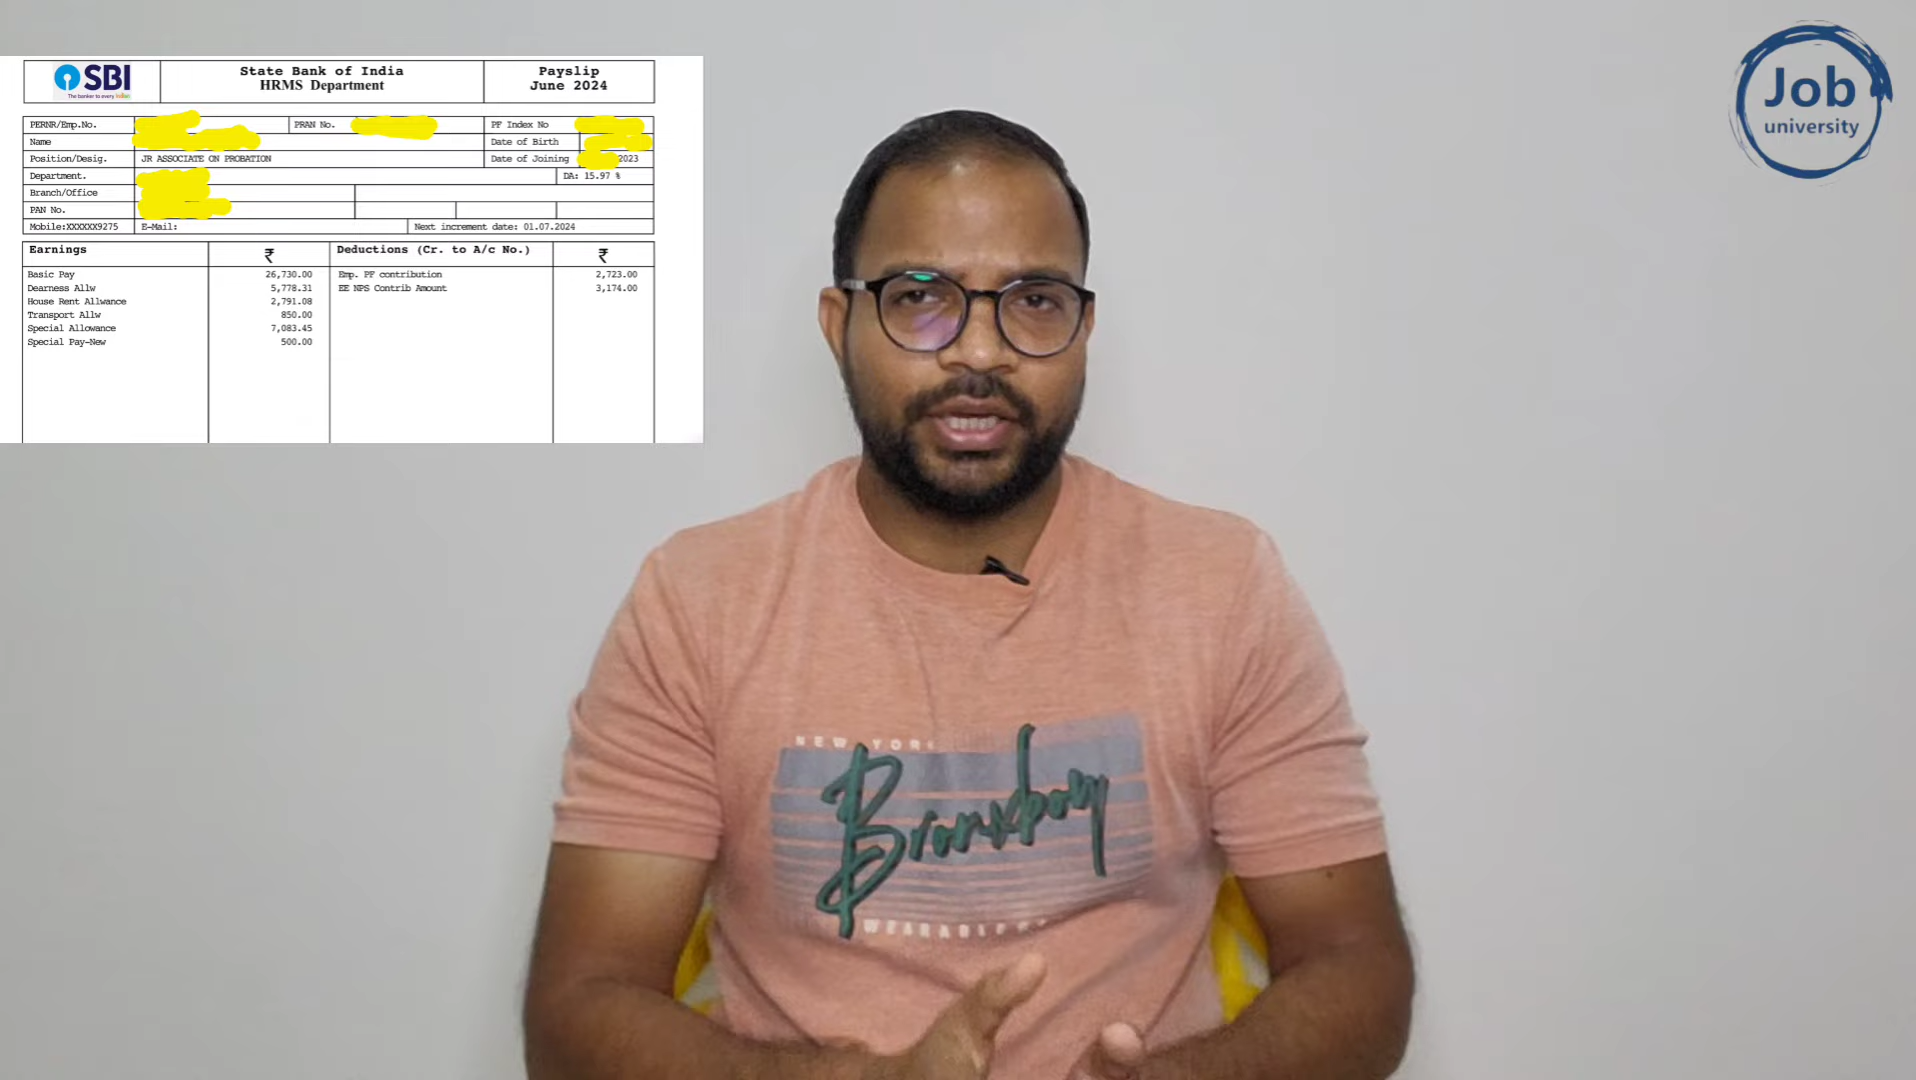 SBI
The banker to every Indian
State Bank of India
HRMS Department
Payslip
June 2024
PERNR/Emp.No.
PRAN No.
PF Index No
Name
Date of Birth
Position/Desig.
JR ASSOCIATE ON PROBATION
Date of Joining
2023
Department.
DA: 15.97 %
Branch/Office
PAN No.
Mobile:XXXXXX9275
E-Mail:
Next increment date: 01.07.2024
Earnings ₹ Deductions (Cr. to A/c No.) ₹
Basic Pay 26,730.00 Emp. PF contribution 2,723.00
Dearness Allw 5,778.31 EE NPS Contrib Amount 3,174.00
House Rent Allwance 2,791.08
Transport Allw 850.00
Special Allowance 7,083.45
Special Pay-New 500.00
Job
university
NEW YORK
Bronxboy